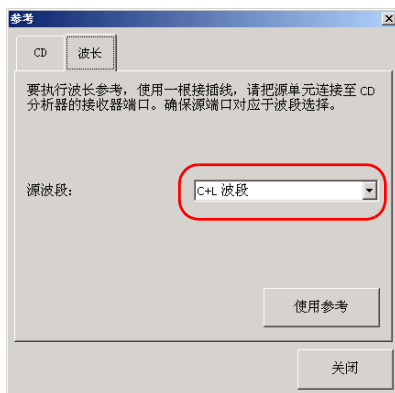 参考
CD
波长
要执行波长参考，使用一根接插线，请把源单元连接至 CD
分析器的接收器端口。确保源端口对应于波段选择。
源波段：
C+L 波段
使用参考
关闭